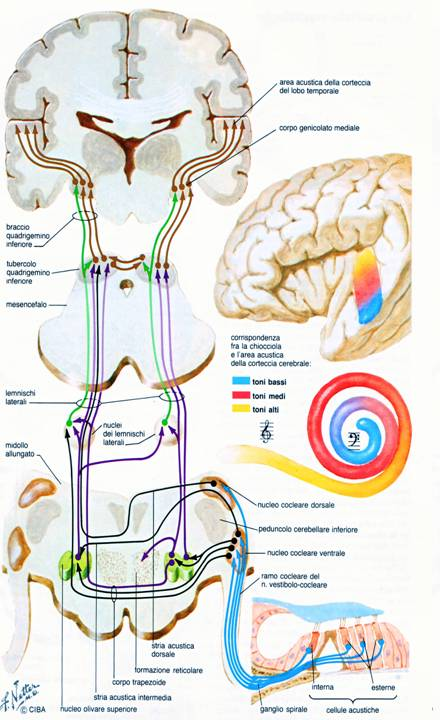 area acustica della corteccia
del lobo temporale
corpo genicolato mediale
braccio
quadrigemino
inferiore
tubercolo
quadrigemino
inferiore
mesencefalo
corrispondenza
fra la chiocciola
e l'area acustica
della corteccia cerebrale:
toni bassi
toni medi
toni alti
lemnischi
laterali
nuclei
dei lemnischi
laterali
midollo
allungato
nucleo cocleare dorsale
peduncolo cerebellare inferiore
nucleo cocleare ventrale
ramo cocleare del
n. vestibolo-cocleare
stria acustica
dorsale
formazione reticolare
corpo trapezoide
stria acustica intermedia
nucleo olivare superiore
interna
esterne
cellule acustiche
ganglio spirale
F. Netter
M.D.
© CIBA